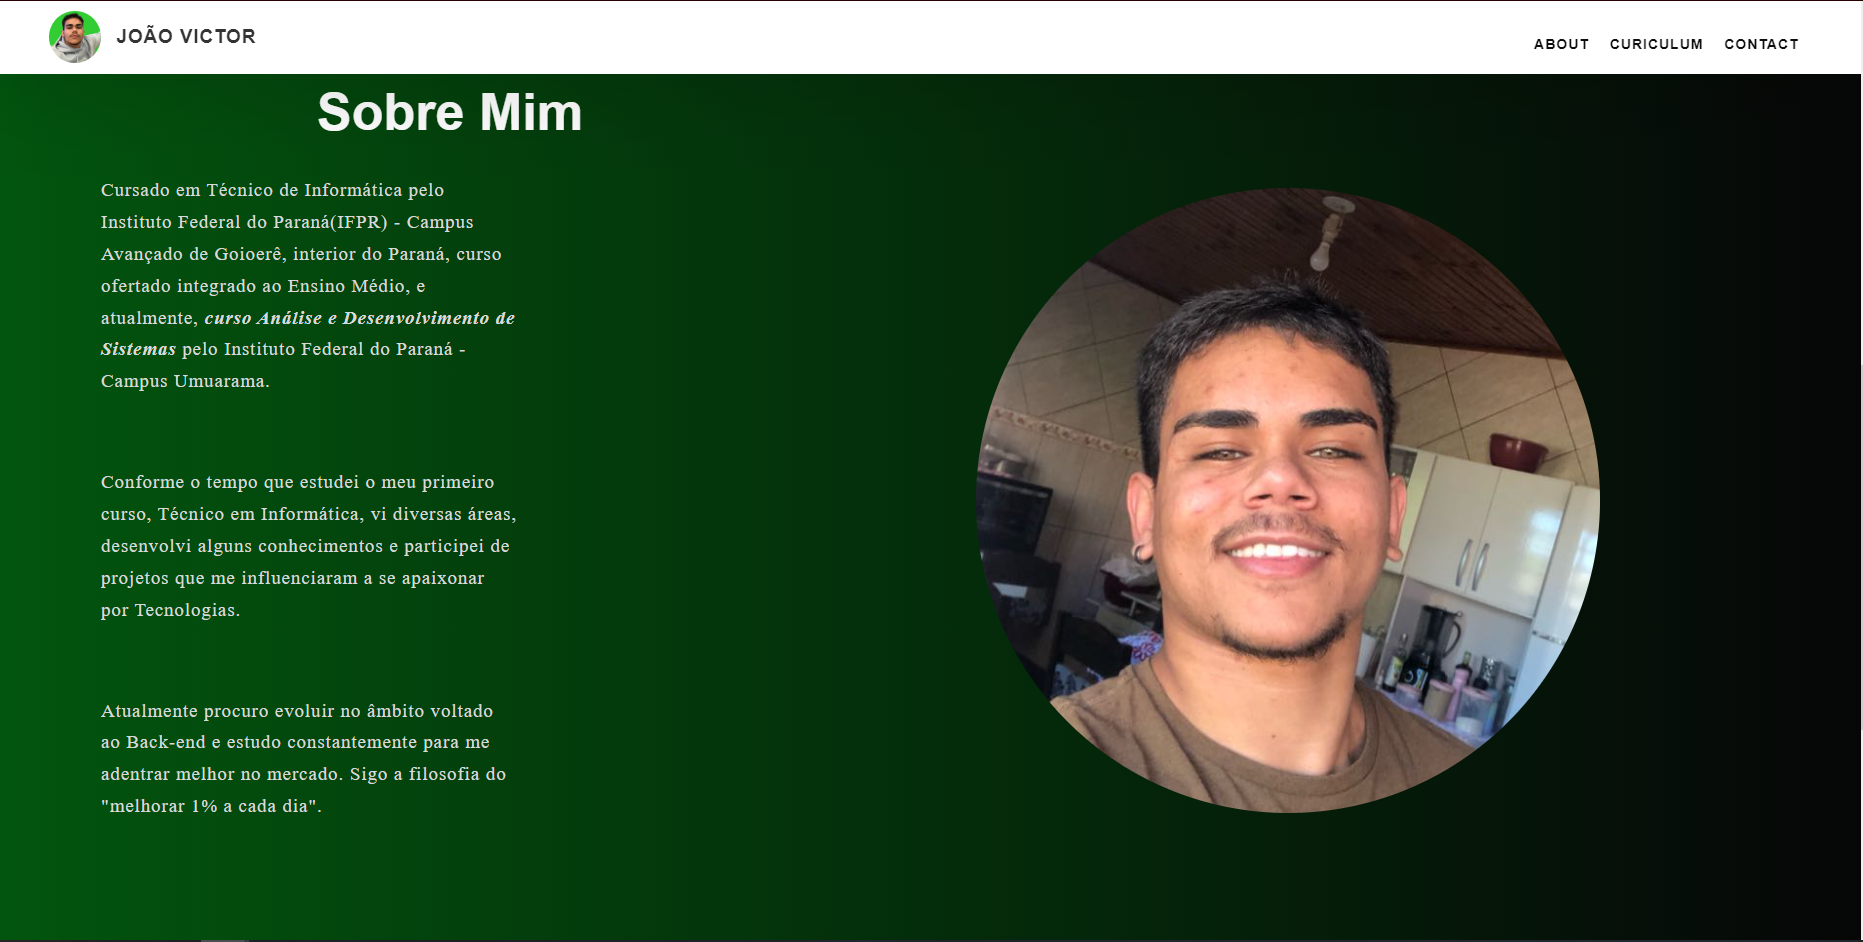 JOÃO VICTOR
ABOUT CURICULUM CONTACT
Sobre Mim
Cursado em Técnico de Informática pelo
Instituto Federal do Paraná(IFPR) - Campus
Avançado de Goioerê, interior do Paraná, curso
ofertado integrado ao Ensino Médio, e
atualmente, curso Análise e Desenvolvimento de
Sistemas pelo Instituto Federal do Paraná -
Campus Umuarama.
Conforme o tempo que estudei o meu primeiro
curso, Técnico em Informática, vi diversas áreas,
desenvolvi alguns conhecimentos e participei de
projetos que me influenciaram a se apaixonar
por Tecnologias.
Atualmente procuro evoluir no âmbito voltado
ao Back-end e estudo constantemente para me
adentrar melhor no mercado. Sigo a filosofia do
"melhorar 1% a cada dia".